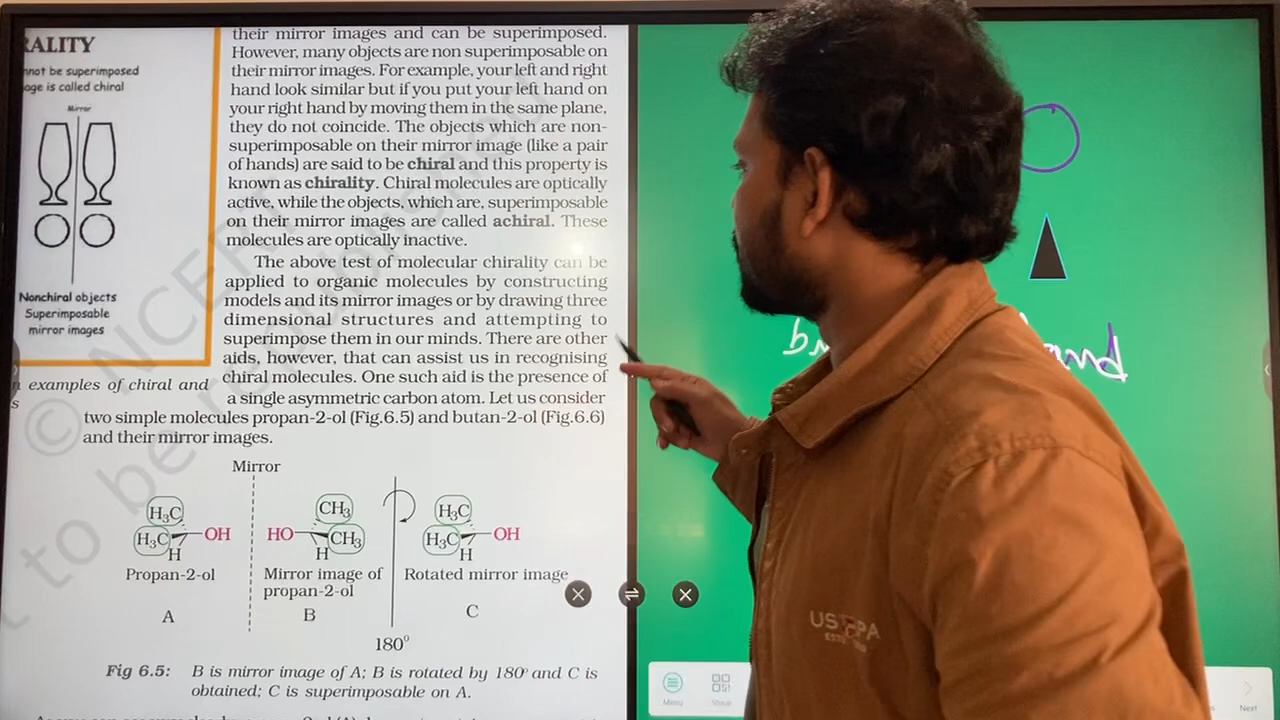 RALITY
nnot be superimposed
age is called chiral
Mirror
Nonchiral objects
Superimposable
mirror images
n examples of chiral and
s
their mirror images and can be superimposed.
However, many objects are non superimposable on
their mirror images. For example, your left and right
hand look similar but if you put your left hand on
your right hand by moving them in the same plane,
they do not coincide. The objects which are non-
superimposable on their mirror image (like a pair
of hands) are said to be chiral and this property is
known as chirality. Chiral molecules are optically
active, while the objects, which are, superimposable
on their mirror images are called achiral. These
molecules are optically inactive.
The above test of molecular chirality can be
applied to organic molecules by constructing
models and its mirror images or by drawing three
dimensional structures and attempting to
superimpose them in our minds. There are other
aids, however, that can assist us in recognising
chiral molecules. One such aid is the presence of
a single asymmetric carbon atom. Let us consider
two simple molecules propan-2-ol (Fig.6.5) and butan-2-ol (Fig.6.6)
and their mirror images.
Mirror
H₃C CH₃ H₃C
H₃C OH HO CH₃ H₃C OH
H H H
Propan-2-ol Mirror image of Rotated mirror image
propan-2-ol
A B C
180°
Fig 6.5: B is mirror image of A; B is rotated by 180° and C is
obtained; C is superimposable on A.
© NCERT
to be re
and
US PA
Menu
Next